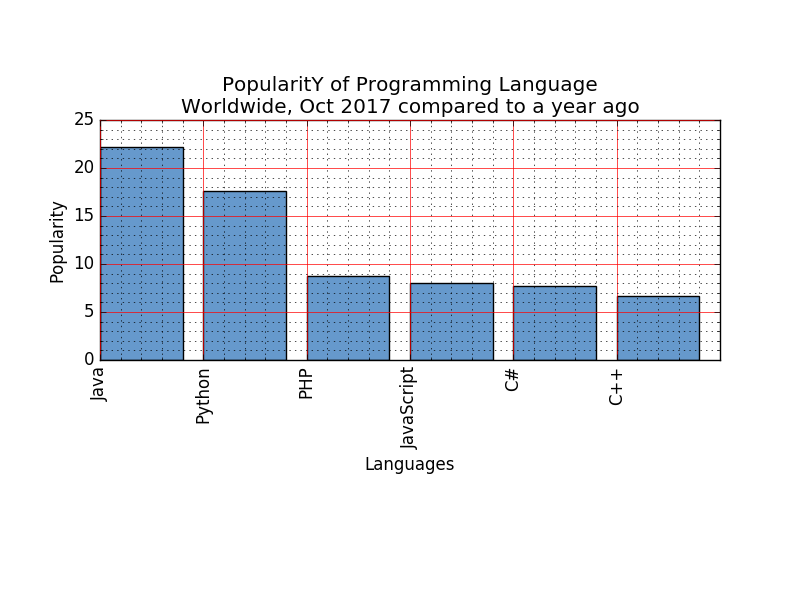 PopularitY of Programming Language
Worldwide, Oct 2017 compared to a year ago
25
20
15
10
5
0
Popularity
Java
Python
PHP
JavaScript
C#
C++
Languages